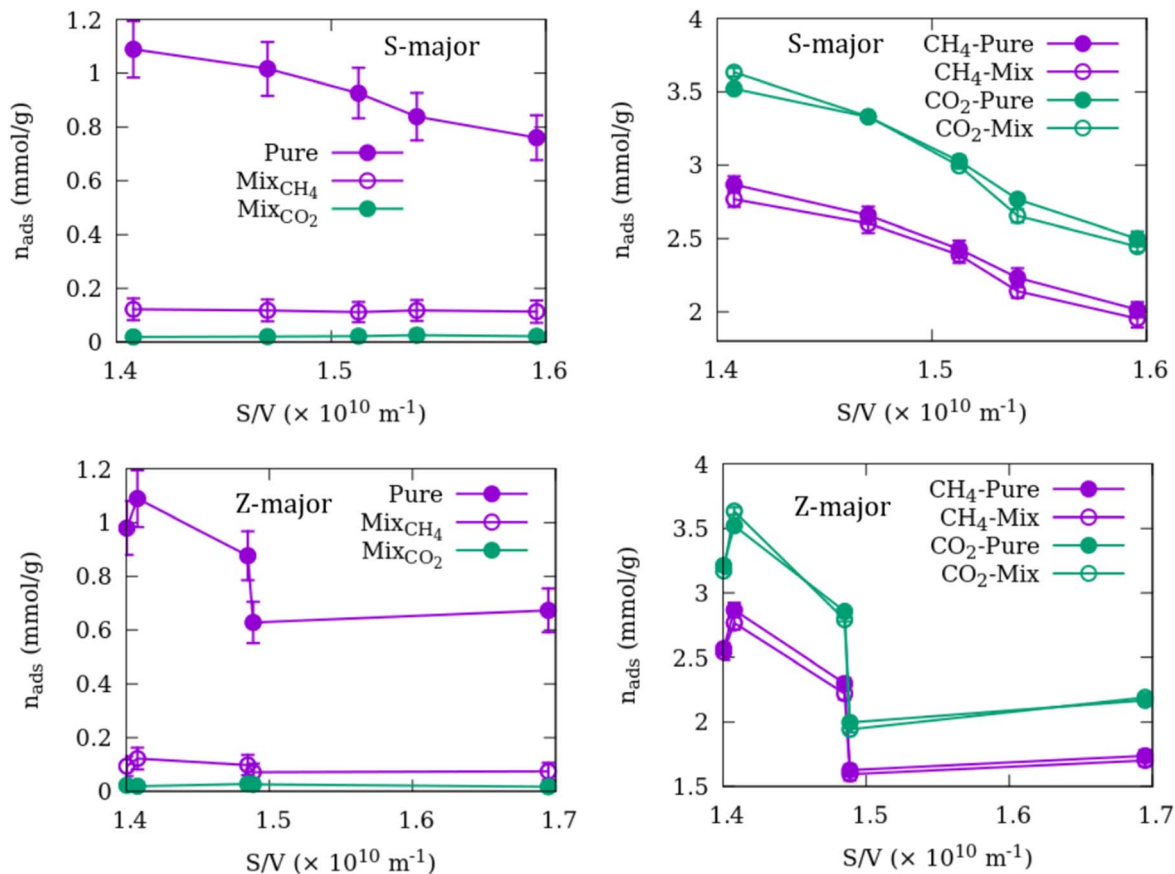 1.2
S-major
1
0.8
Pure
Mix_CH4
Mix_CO2
0.6
0.4
0.2
0
n_ads (mmol/g)
1.4 1.5 1.6
S/V (× 10^10 m^-1)
4
S-major
CH4-Pure
CH4-Mix
CO2-Pure
CO2-Mix
3.5
3
2.5
2
n_ads (mmol/g)
1.4 1.5 1.6
S/V (× 10^10 m^-1)
1.2
Z-major
Pure
Mix_CH4
Mix_CO2
1
0.8
0.6
0.4
0.2
0
n_ads (mmol/g)
1.4 1.5 1.6 1.7
S/V (× 10^10 m^-1)
4
Z-major
CH4-Pure
CH4-Mix
CO2-Pure
CO2-Mix
3.5
3
2.5
2
1.5
n_ads (mmol/g)
1.4 1.5 1.6 1.7
S/V (× 10^10 m^-1)